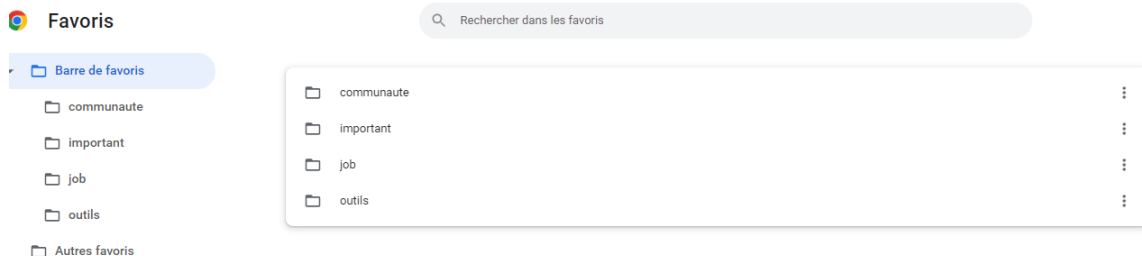 Favoris
Rechercher dans les favoris
Barre de favoris
communaute
important
job
outils
Autres favoris
communaute
important
job
outils